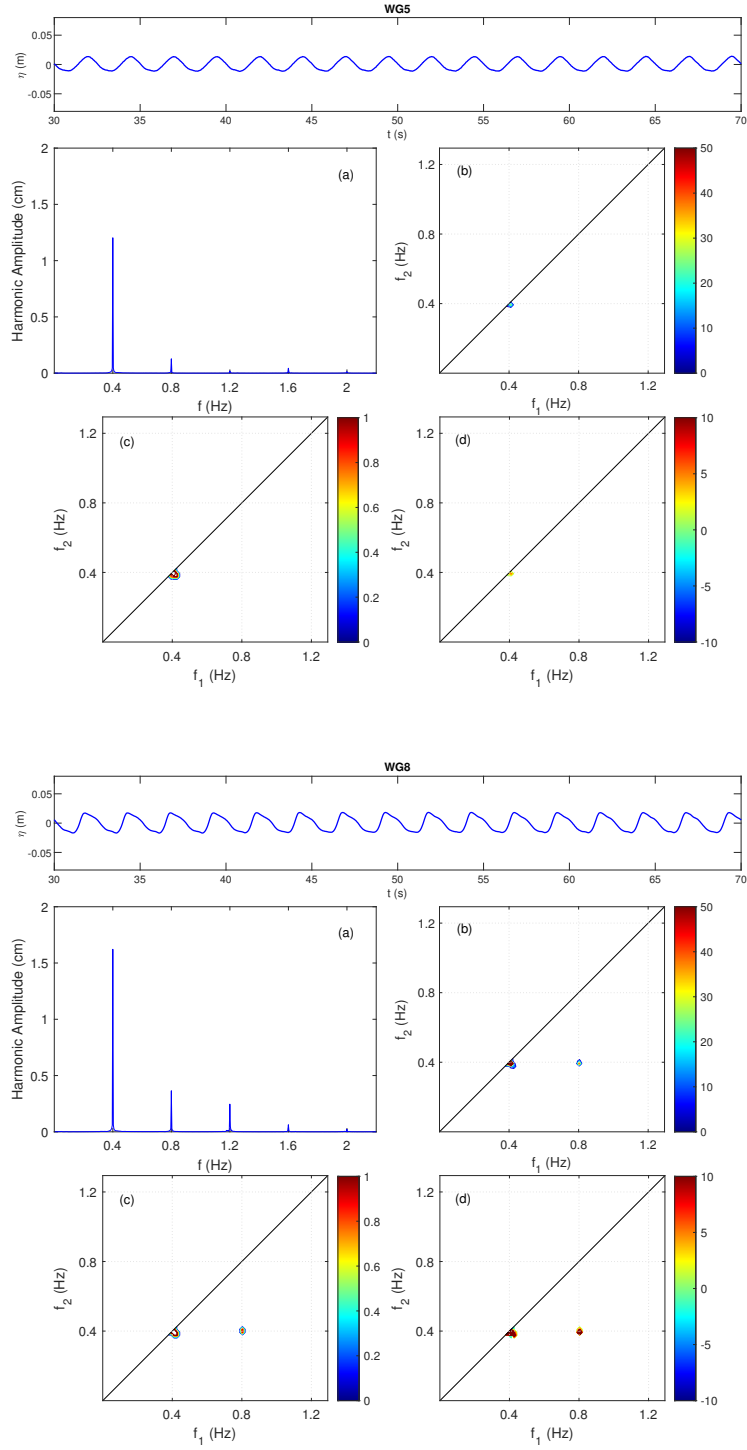 WG5
0.05
0
-0.05
η (m)
30 35 40 45 50 55 60 65 70
t (s)
2
1.5
1
0.5
0
Harmonic Amplitude (cm)
(a)
0.4 0.8 1.2 1.6 2
f (Hz)
1.2
0.8
0.4
f2 (Hz)
(b)
0.4 0.8 1.2
f1 (Hz)
50
40
30
20
10
0
1.2
0.8
0.4
f2 (Hz)
(c)
0.4 0.8 1.2
f1 (Hz)
1
0.8
0.6
0.4
0.2
0
1.2
0.8
0.4
f2 (Hz)
(d)
0.4 0.8 1.2
f1 (Hz)
10
5
0
-5
-10
WG8
0.05
0
-0.05
η (m)
30 35 40 45 50 55 60 65 70
t (s)
2
1.5
1
0.5
0
Harmonic Amplitude (cm)
(a)
0.4 0.8 1.2 1.6 2
f (Hz)
1.2
0.8
0.4
f2 (Hz)
(b)
0.4 0.8 1.2
f1 (Hz)
50
40
30
20
10
0
1.2
0.8
0.4
f2 (Hz)
(c)
0.4 0.8 1.2
f1 (Hz)
1
0.8
0.6
0.4
0.2
0
1.2
0.8
0.4
f2 (Hz)
(d)
0.4 0.8 1.2
f1 (Hz)
10
5
0
-5
-10